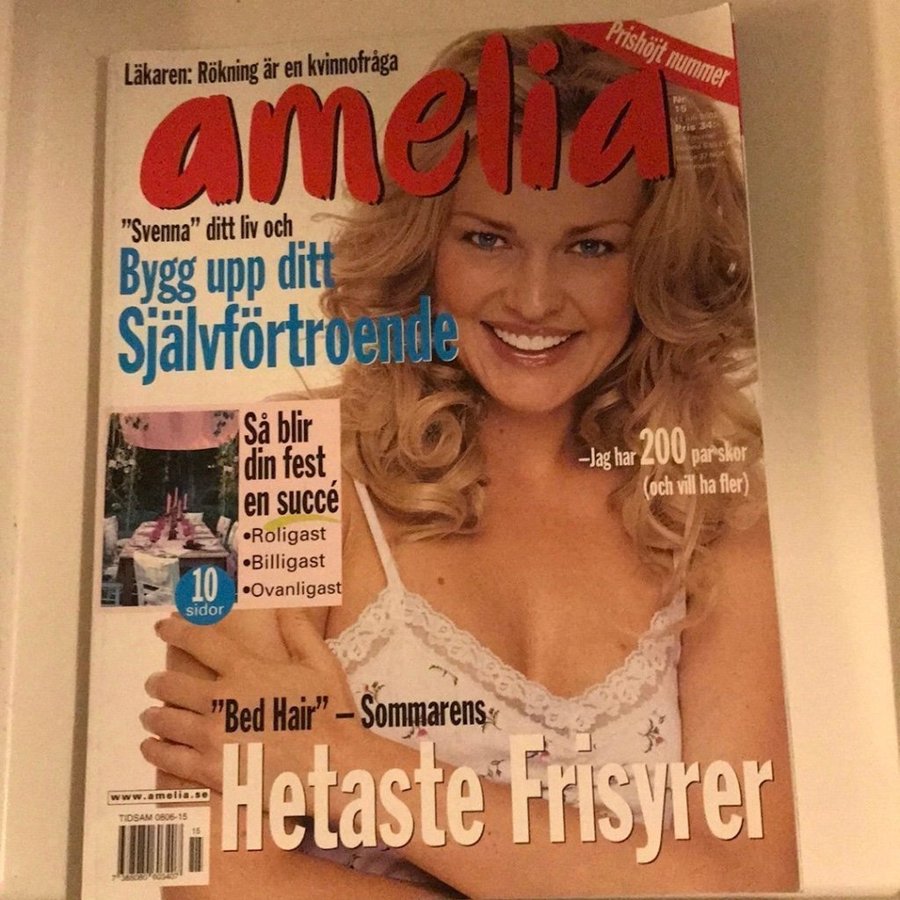 Läkaren: Rökning är en kvinnofråga
Prishöjt nummer
amelia
Nr
15
Pris 34:-
”Svenna” ditt liv och
Bygg upp ditt
Självförtroende
Så blir
din fest
en succé
•Roligast
•Billigast
•Ovanligast
10
sidor
–Jag har 200 par skor
(och vill ha fler)
”Bed Hair” – Sommarens
Hetaste Frisyrer
www.amelia.se
TIDSAM 0806-15
15